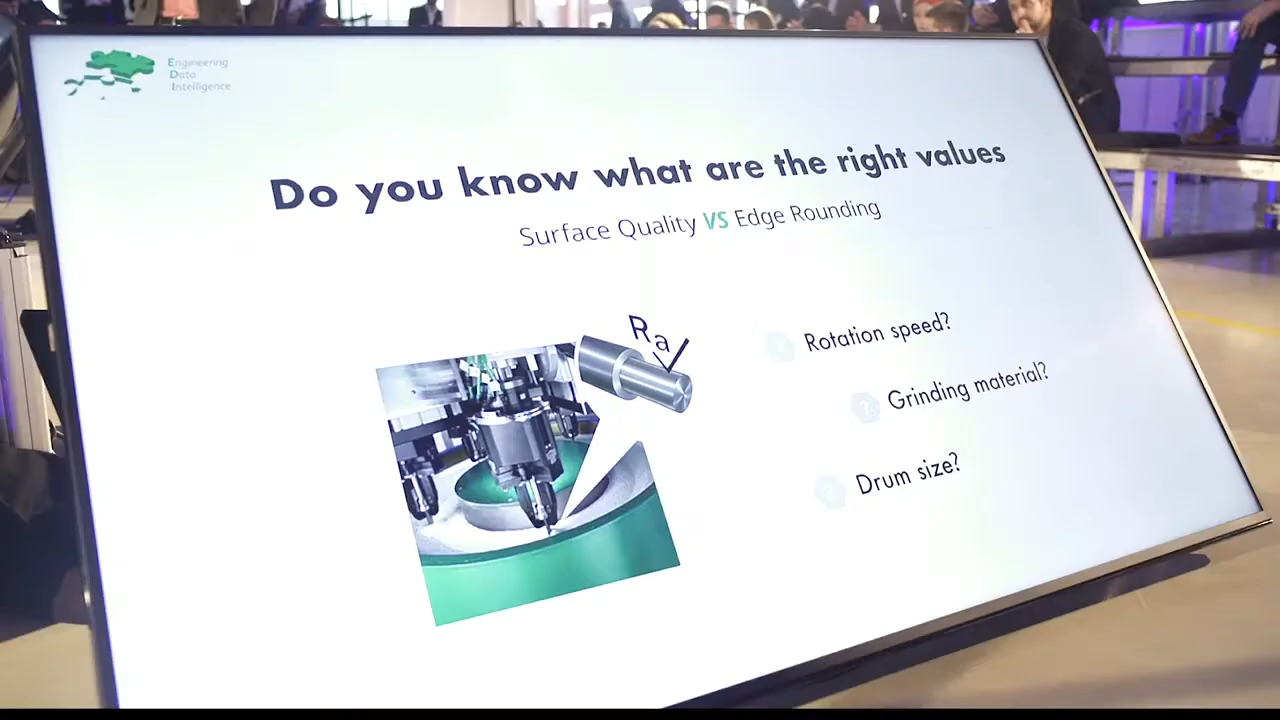 Engineering
Data
Intelligence
Do you know what are the right values
Surface Quality VS Edge Rounding
Ra
Rotation speed?
Grinding material?
Drum size?